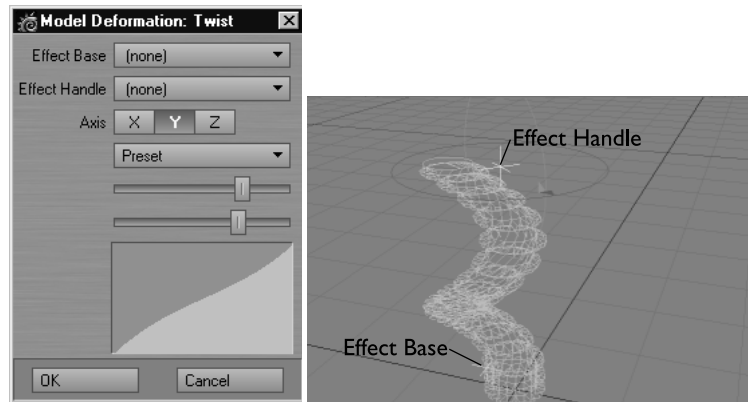 Model Deformation: Twist
Effect Base (none)
Effect Handle (none)
Axis X Y Z
Preset
OK Cancel
Effect Handle
Effect Base